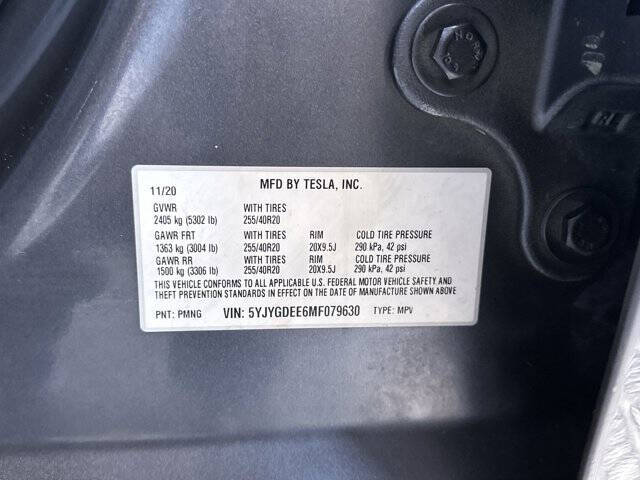 NORM
11/20 MFD BY TESLA, INC.
GVWR WITH TIRES
2405 kg (5302 lb) 255/40R20
GAWR FRT WITH TIRES RIM COLD TIRE PRESSURE
1363 kg (3004 lb) 255/40R20 20X9.5J 290 kPa, 42 psi
GAWR RR WITH TIRES RIM COLD TIRE PRESSURE
1500 kg (3306 lb) 255/40R20 20X9.5J 290 kPa, 42 psi
THIS VEHICLE CONFORMS TO ALL APPLICABLE U.S. FEDERAL MOTOR VEHICLE SAFETY AND
THEFT PREVENTION STANDARDS IN EFFECT ON THE DATE OF MANUFACTURE SHOWN ABOVE
PNT: PMNG VIN: 5YJYGDEE6MF079630 TYPE: MPV